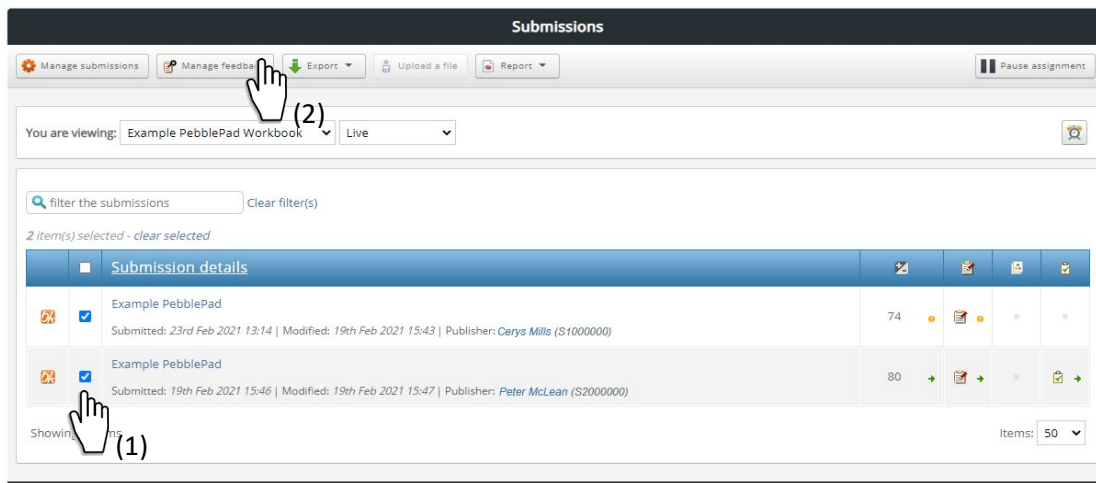 Submissions
Manage submissions Manage feedba Export Upload a file Report Pause assignment
(2)
You are viewing: Example PebblePad Workbook Live
filter the submissions Clear filter(s)
2 item(s) selected - clear selected
Submission details
Example PebblePad
74
Submitted: 23rd Feb 2021 13:14 | Modified: 19th Feb 2021 15:43 | Publisher: Cerys Mills (S1000000)
Example PebblePad
80
Submitted: 19th Feb 2021 15:46 | Modified: 19th Feb 2021 15:47 | Publisher: Peter McLean (S2000000)
Showin ms Items: 50
(1)